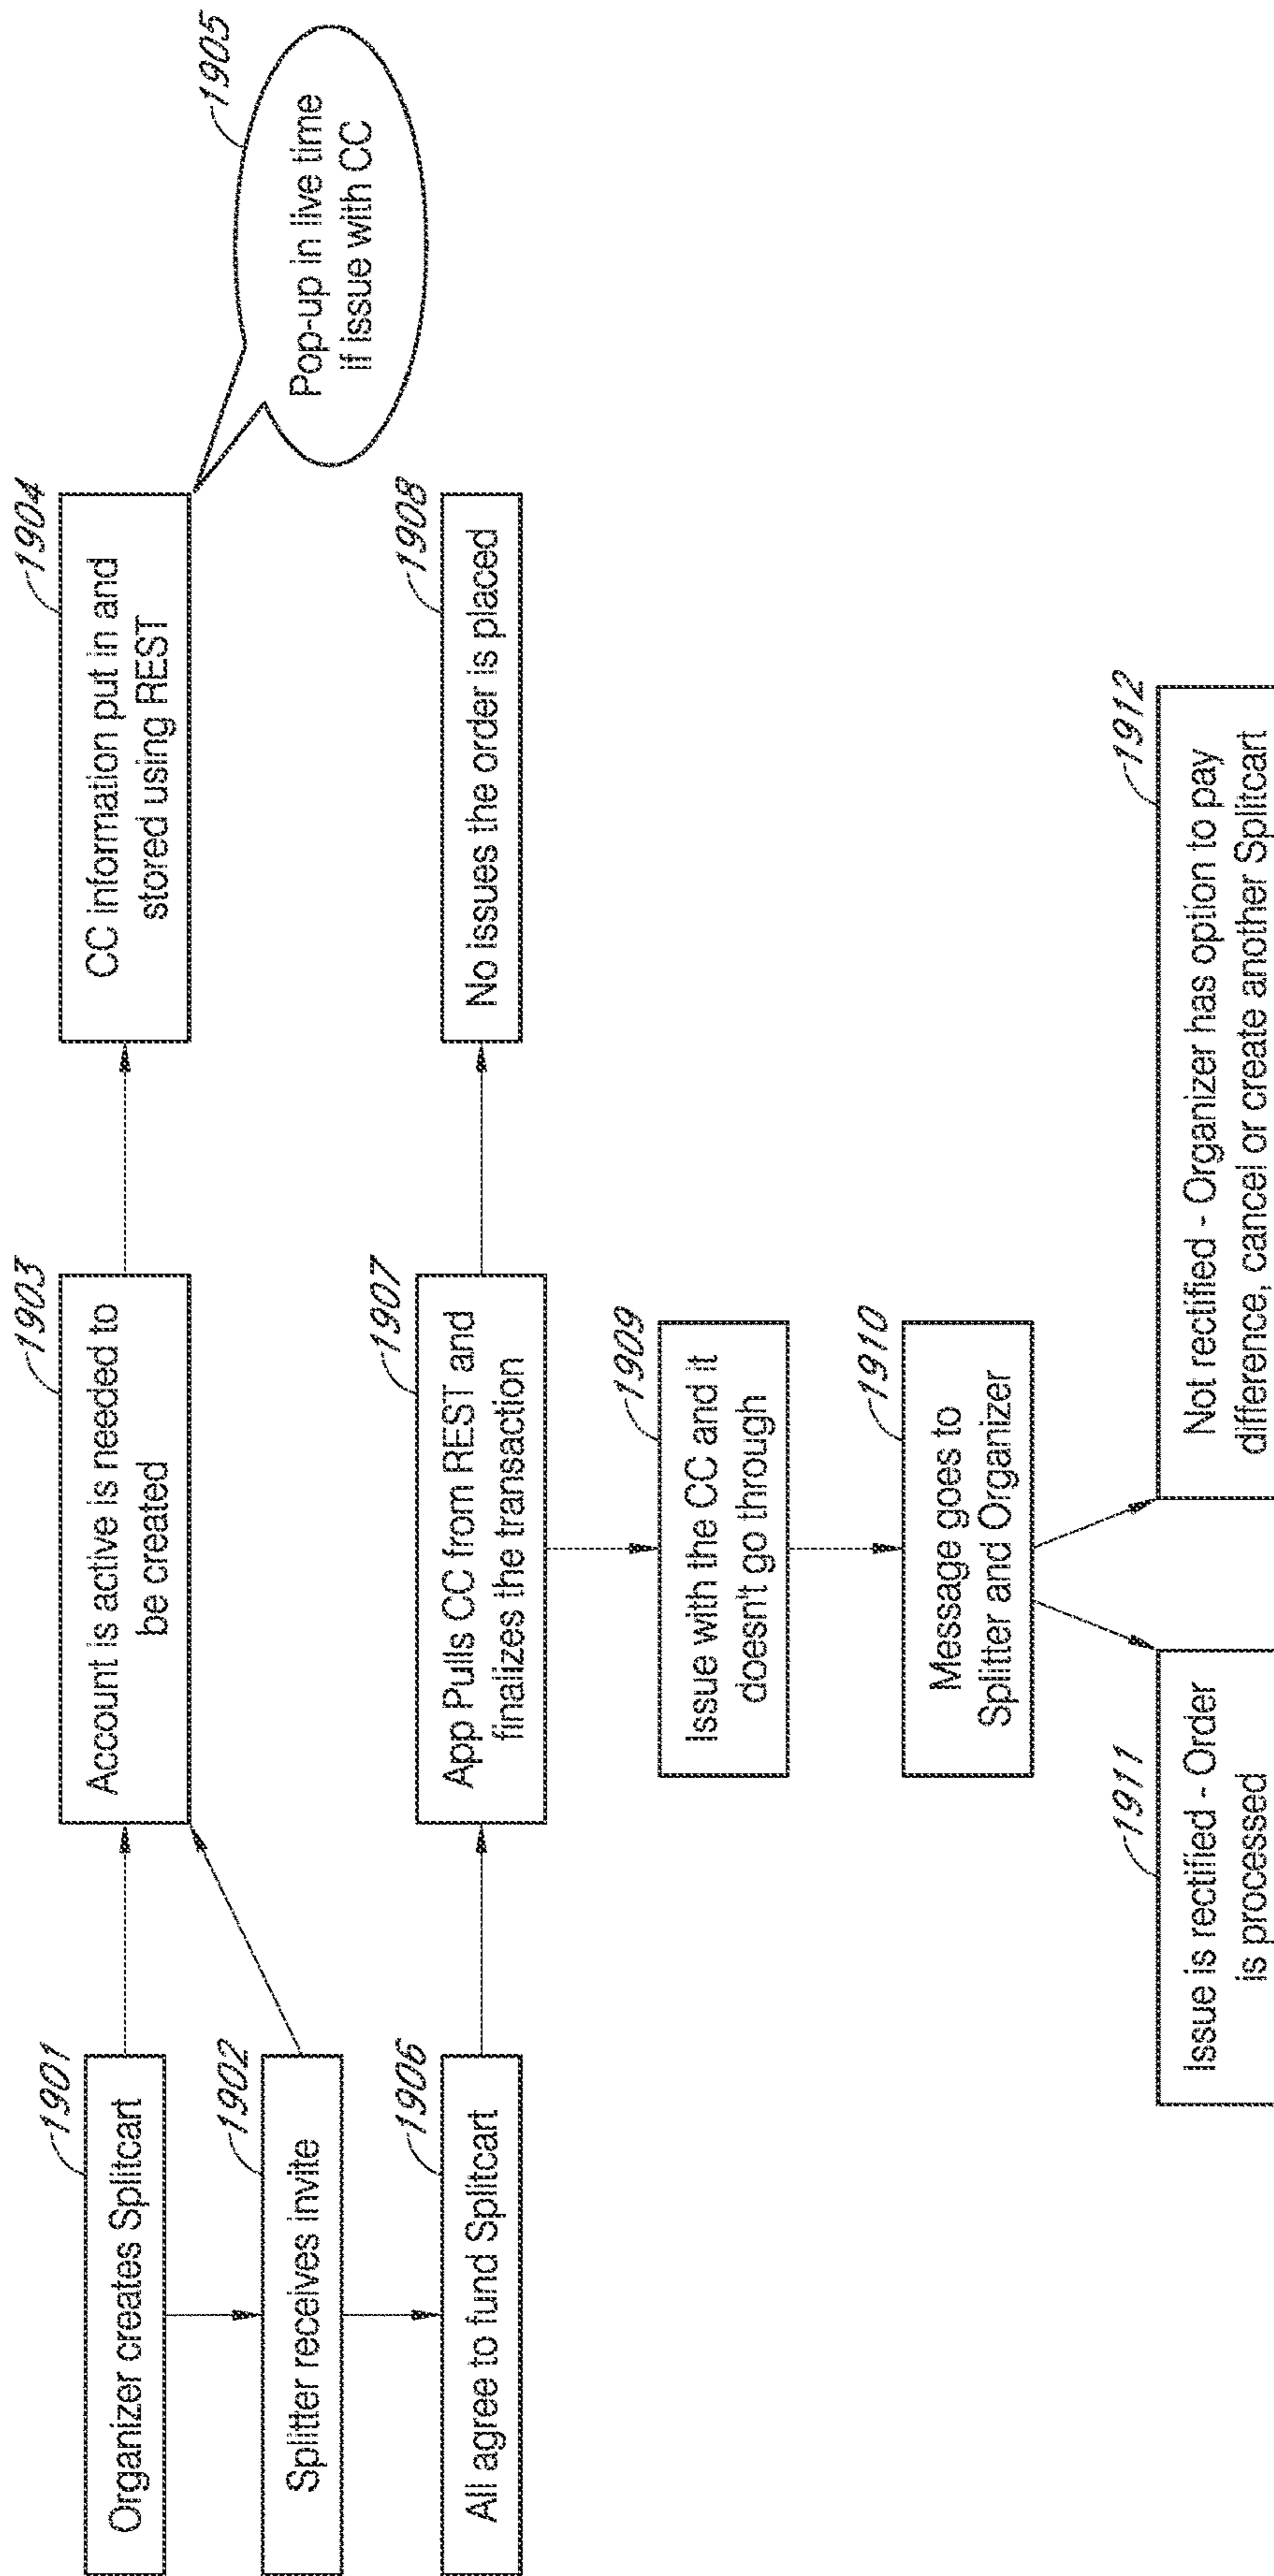 1901
Organizer creates Splitcart
1902
Splitter receives invite
1903
Account is active is needed to
be created
1904
CC information put in and
stored using REST
1905
Pop-up in live time
if issue with CC
1906
All agree to fund Splitcart
1907
App Pulls CC from REST and
finalizes the transaction
1908
No issues the order is placed
1909
Issue with the CC and it
doesn't go through
1910
Message goes to
Splitter and Organizer
1911
Issue is rectified - Order
is processed
1912
Not rectified - Organizer has option to pay
difference, cancel or create another Splitcart